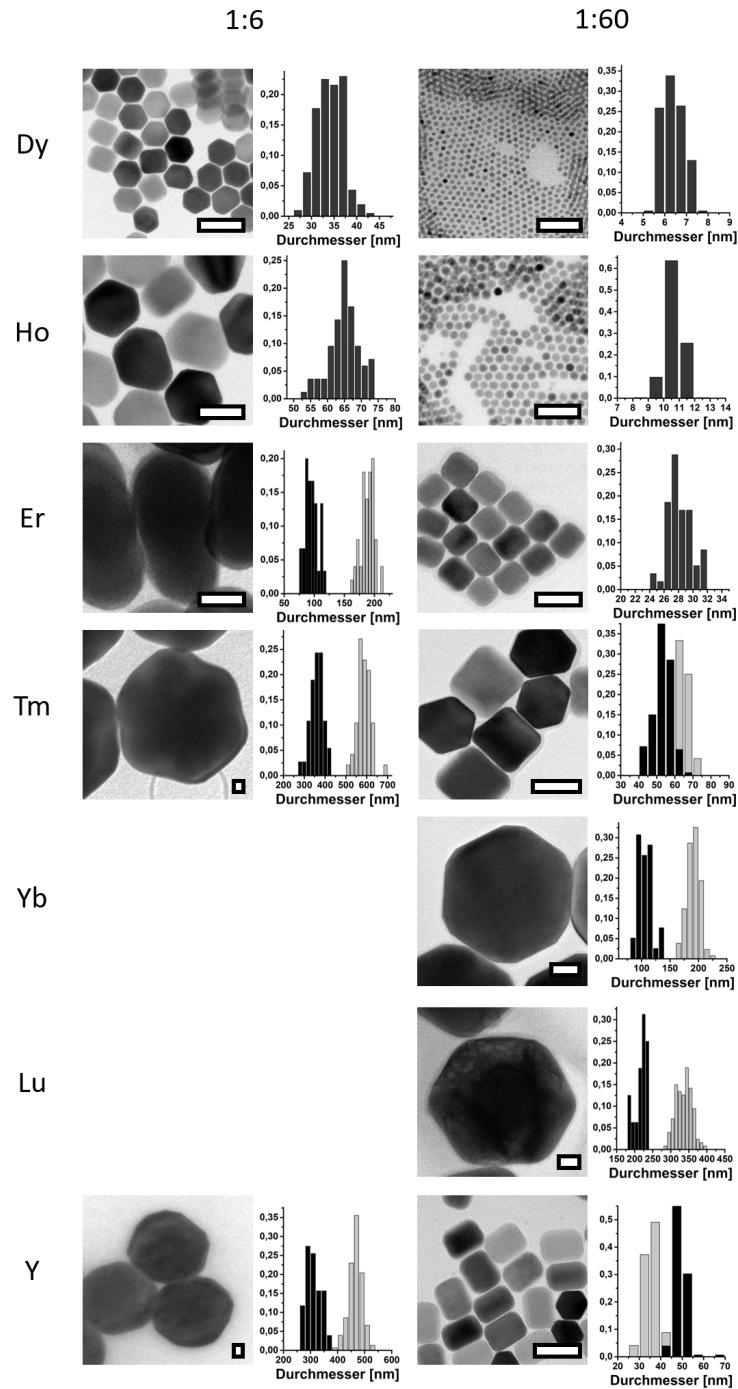 1:6
1:60
Dy
0,20
0,15
0,10
0,05
0,00
25 30 35 40 45
Durchmesser [nm]
0,35
0,30
0,25
0,20
0,15
0,10
0,05
0,00
4 5 6 7 8 9
Durchmesser [nm]
Ho
0,25
0,20
0,15
0,10
0,05
0,00
50 55 60 65 70 75 80
Durchmesser [nm]
0,6
0,5
0,4
0,3
0,2
0,1
0,0
7 8 9 10 11 12 13 14
Durchmesser [nm]
Er
0,20
0,15
0,10
0,05
0,00
50 100 150 200
Durchmesser [nm]
0,30
0,25
0,20
0,15
0,10
0,05
0,00
20 22 24 26 28 30 32 34
Durchmesser [nm]
Tm
0,25
0,20
0,15
0,10
0,05
0,00
200 300 400 500 600 700
Durchmesser [nm]
0,35
0,30
0,25
0,20
0,15
0,10
0,05
0,00
30 40 50 60 70 80 90
Durchmesser [nm]
Yb
0,30
0,25
0,20
0,15
0,10
0,05
0,00
100 150 200 250
Durchmesser [nm]
Lu
0,30
0,25
0,20
0,15
0,10
0,05
0,00
150 200 250 300 350 400 450
Durchmesser [nm]
Y
0,35
0,30
0,25
0,20
0,15
0,10
0,05
0,00
200 300 400 500 600
Durchmesser [nm]
0,5
0,4
0,3
0,2
0,1
0,0
20 30 40 50 60 70
Durchmesser [nm]